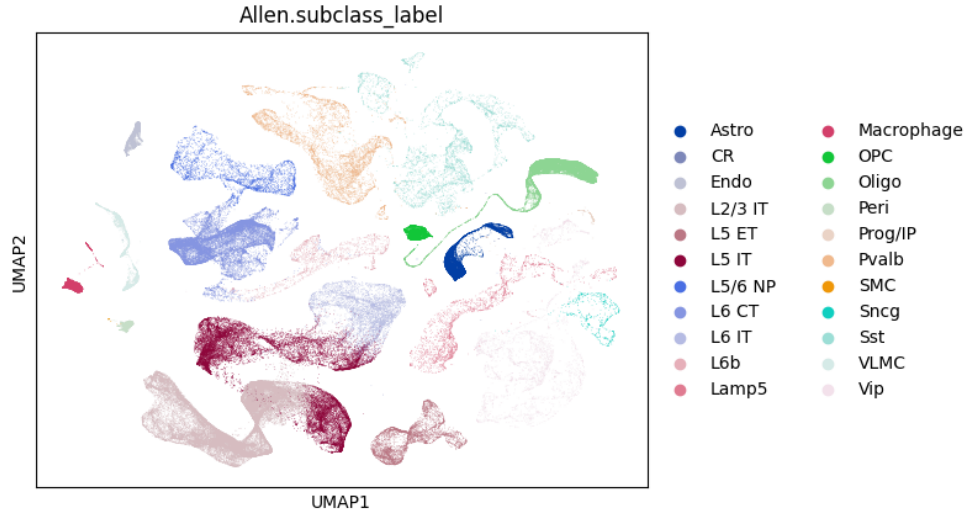 Allen.subclass_label
UMAP2
UMAP1
Astro
CR
Endo
L2/3 IT
L5 ET
L5 IT
L5/6 NP
L6 CT
L6 IT
L6b
Lamp5
Macrophage
OPC
Oligo
Peri
Prog/IP
Pvalb
SMC
Sncg
Sst
VLMC
Vip